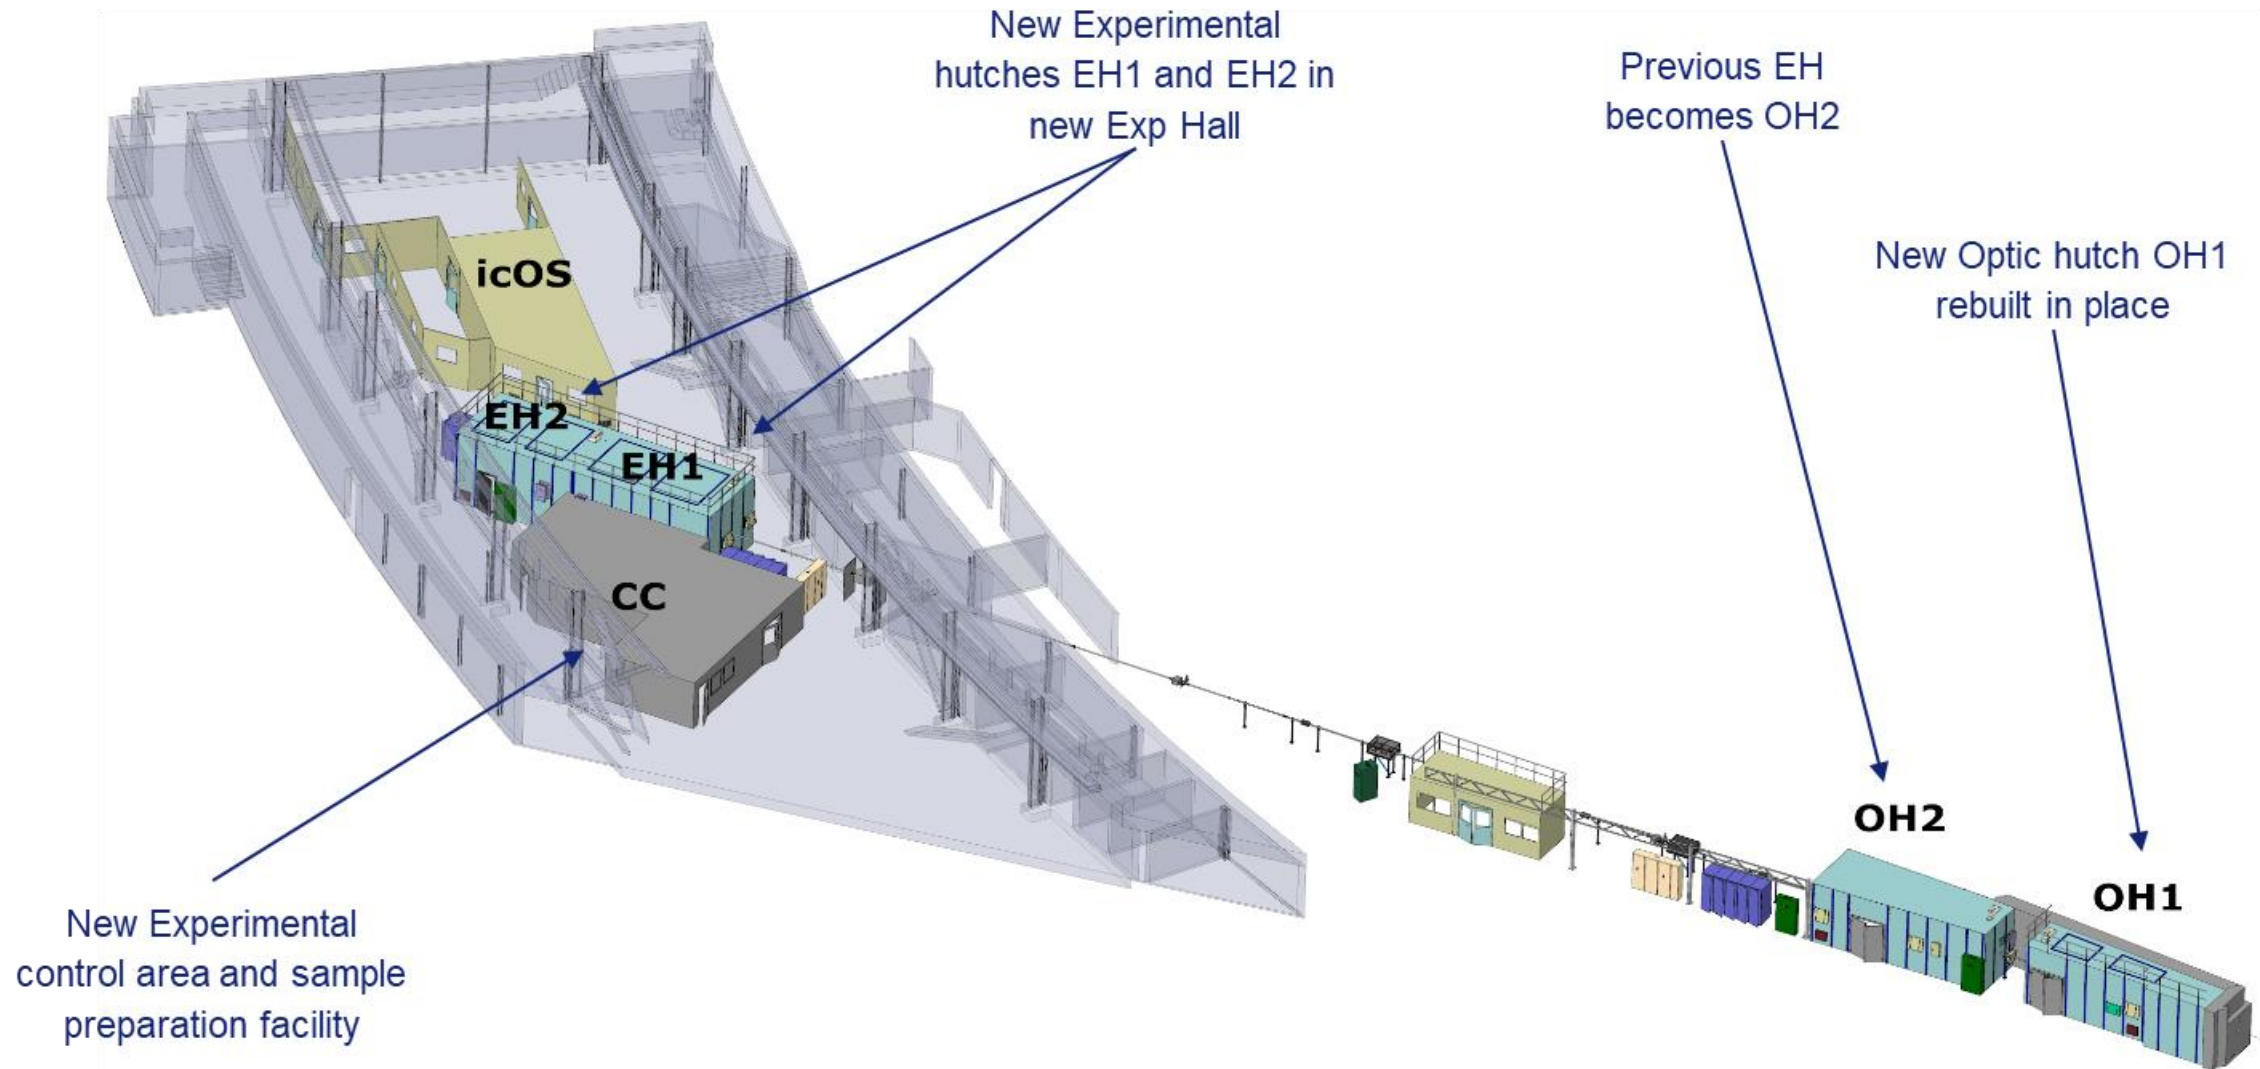 New Experimental
hutches EH1 and EH2 in
new Exp Hall
Previous EH
becomes OH2
New Optic hutch OH1
rebuilt in place
icOS
EH2
EH1
CC
OH2
OH1
New Experimental
control area and sample
preparation facility